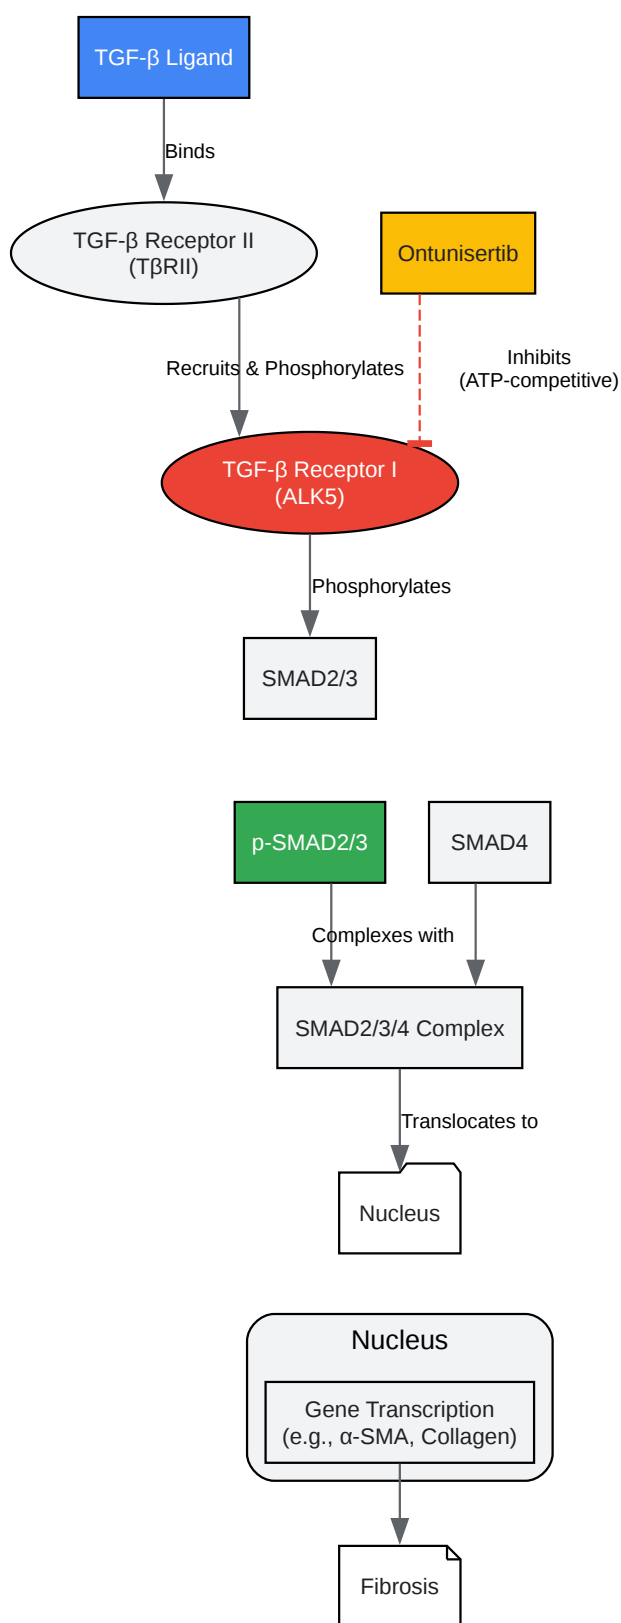 TGF-β Ligand
Binds
TGF-β Receptor II
(TβRII)
Ontunisertib
Recruits & Phosphorylates
Inhibits
(ATP-competitive)
TGF-β Receptor I
(ALK5)
Phosphorylates
SMAD2/3
p-SMAD2/3
SMAD4
Complexes with
SMAD2/3/4 Complex
Translocates to
Nucleus
Nucleus
Gene Transcription
(e.g., α-SMA, Collagen)
Fibrosis